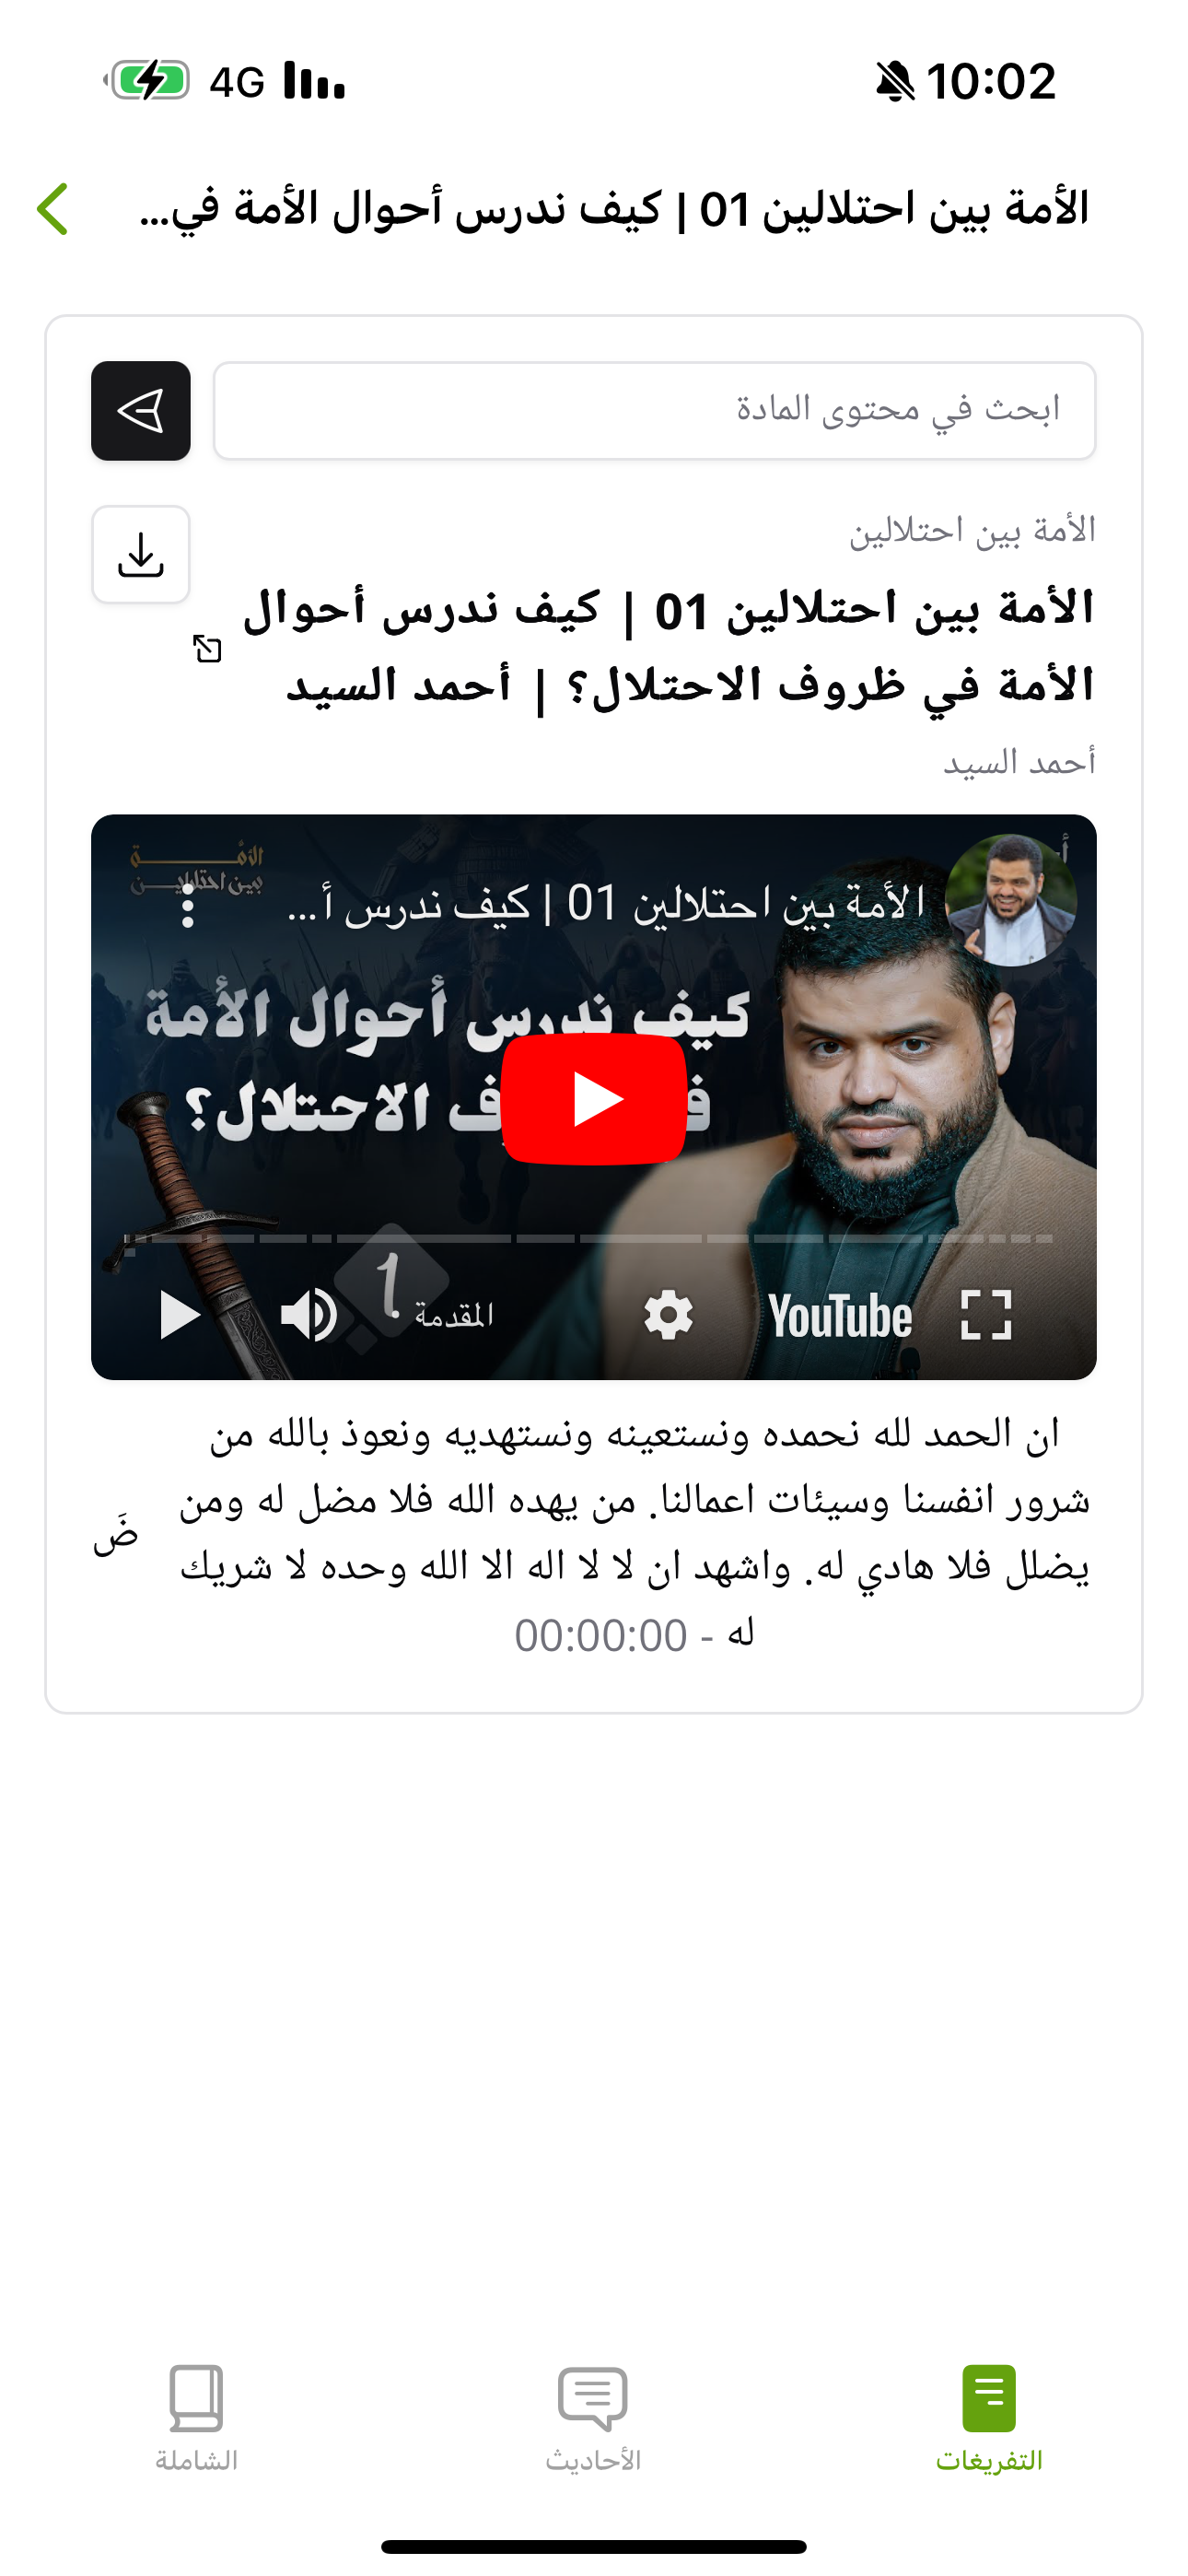 4G
10:02
الأمة بين احتلالين 01 | كيف ندرس أحوال الأمة في...
ابحث في محتوى المادة
الأمة بين احتلالين
الأمة بين احتلالين 01 | كيف ندرس أحوال
الأمة في ظروف الاحتلال؟ | أحمد السيد
أحمد السيد
الأمة بين احتلالين
الأمة بين احتلالين 01 | كيف ندرس أ...
كيف ندرس أحوال الأمة
ف الاحتلال؟
1
المقدمة
YouTube
ان الحمد لله نحمده ونستعينه ونستهديه ونعوذ بالله من
شرور انفسنا وسيئات اعمالنا. من يهده الله فلا مضل له ومن
يضلل فلا هادي له. واشهد ان لا لا اله الا الله وحده لا شريك
له - 00:00:00
ضَ
التفريغات
الأحاديث
الشاملة